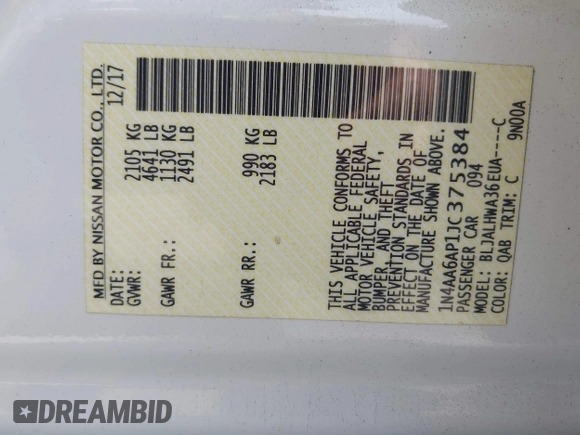 MFD BY NISSAN MOTOR CO., LTD.
DATE: 12/17
GVWR: 2105 KG
4641 LB
GAWR FR.: 1130 KG
2491 LB
GAWR RR.: 990 KG
2183 LB
THIS VEHICLE CONFORMS TO
ALL APPLICABLE FEDERAL
MOTOR VEHICLE SAFETY,
BUMPER, AND THEFT
PREVENTION STANDARDS IN
EFFECT ON THE DATE OF
MANUFACTURE SHOWN ABOVE.
1N4AA6AP1JC375384
PASSENGER CAR 094
MODEL: BLJALHWA36EUA----C
COLOR: QAB TRIM: C 9N00A
DREAMBID